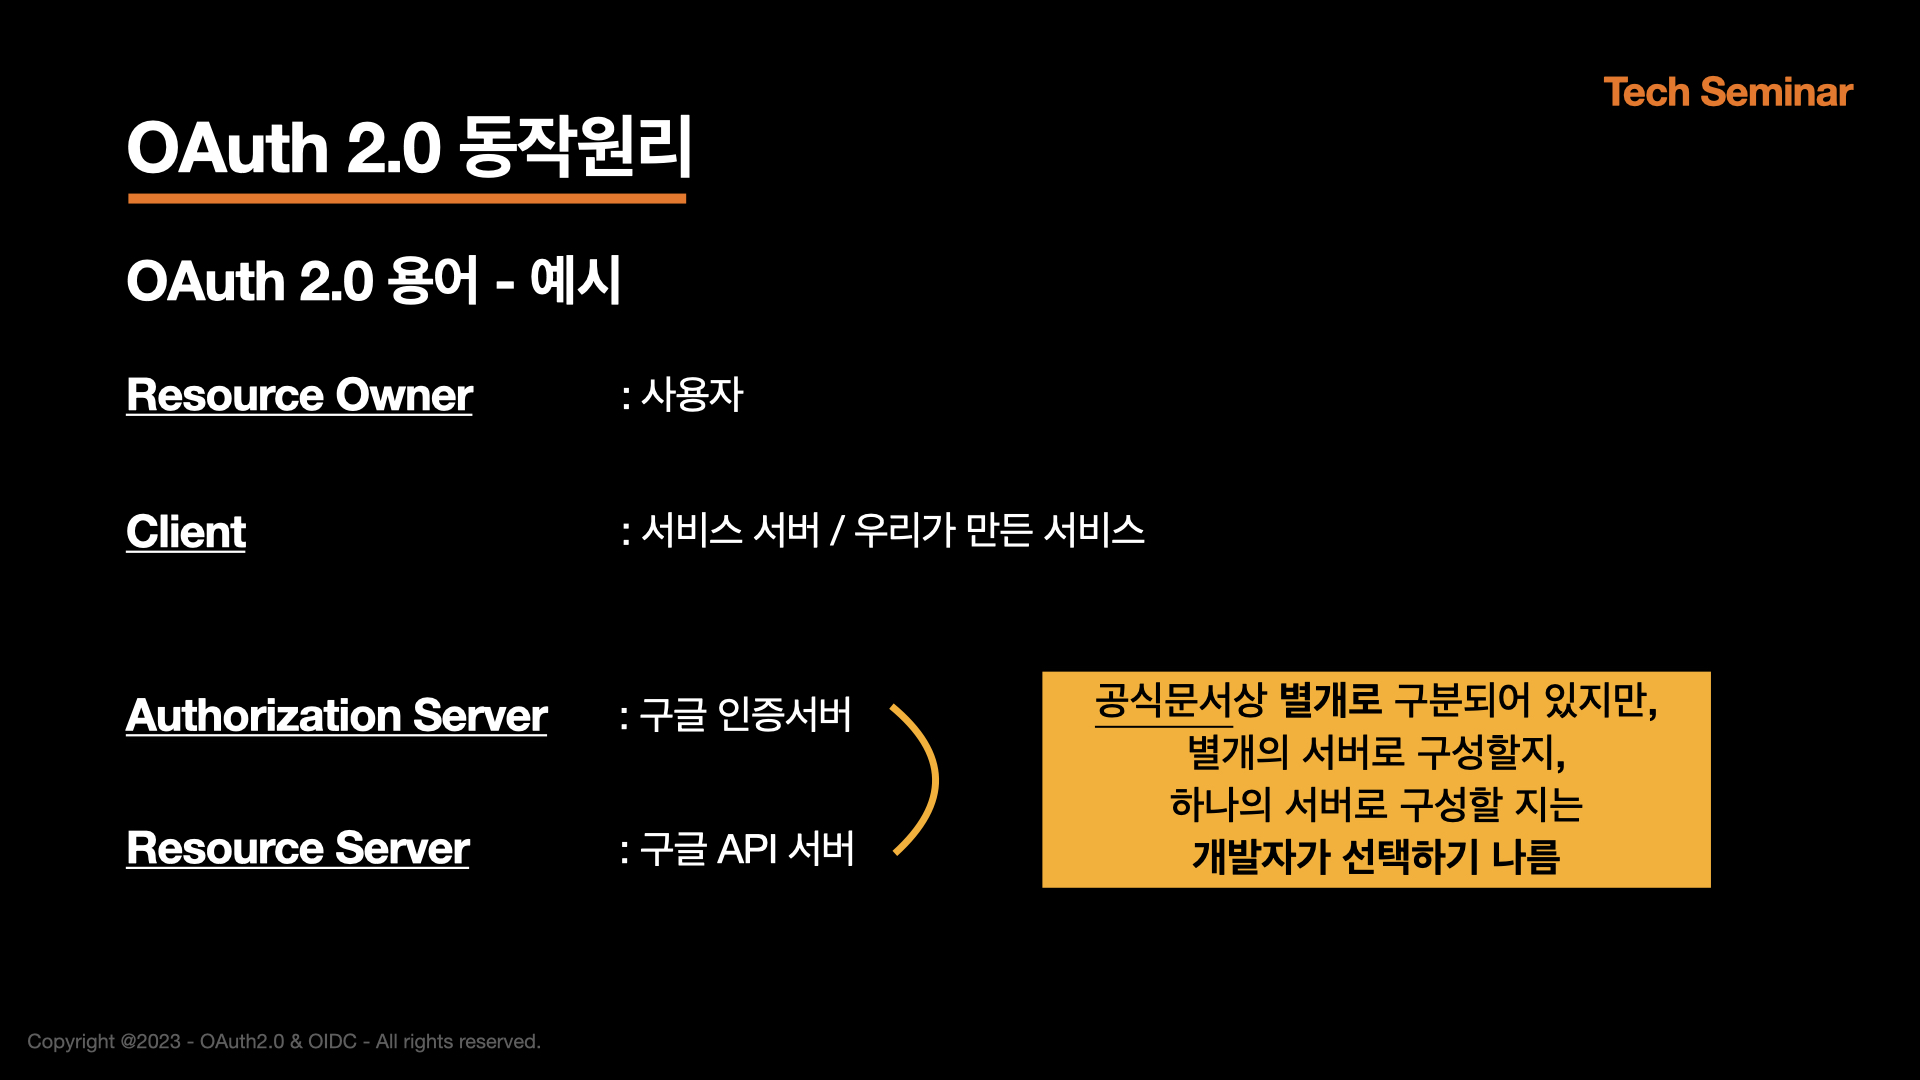 Tech Seminar
OAuth 2.0 동작원리
OAuth 2.0 용어 - 예시
Resource Owner : 사용자
Client : 서비스 서버 / 우리가 만든 서비스
Authorization Server : 구글 인증서버
Resource Server : 구글 API 서버
공식문서상 별개로 구분되어 있지만,
별개의 서버로 구성할지,
하나의 서버로 구성할 지는
개발자가 선택하기 나름
Copyright @2023 - OAuth2.0 & OIDC - All rights reserved.